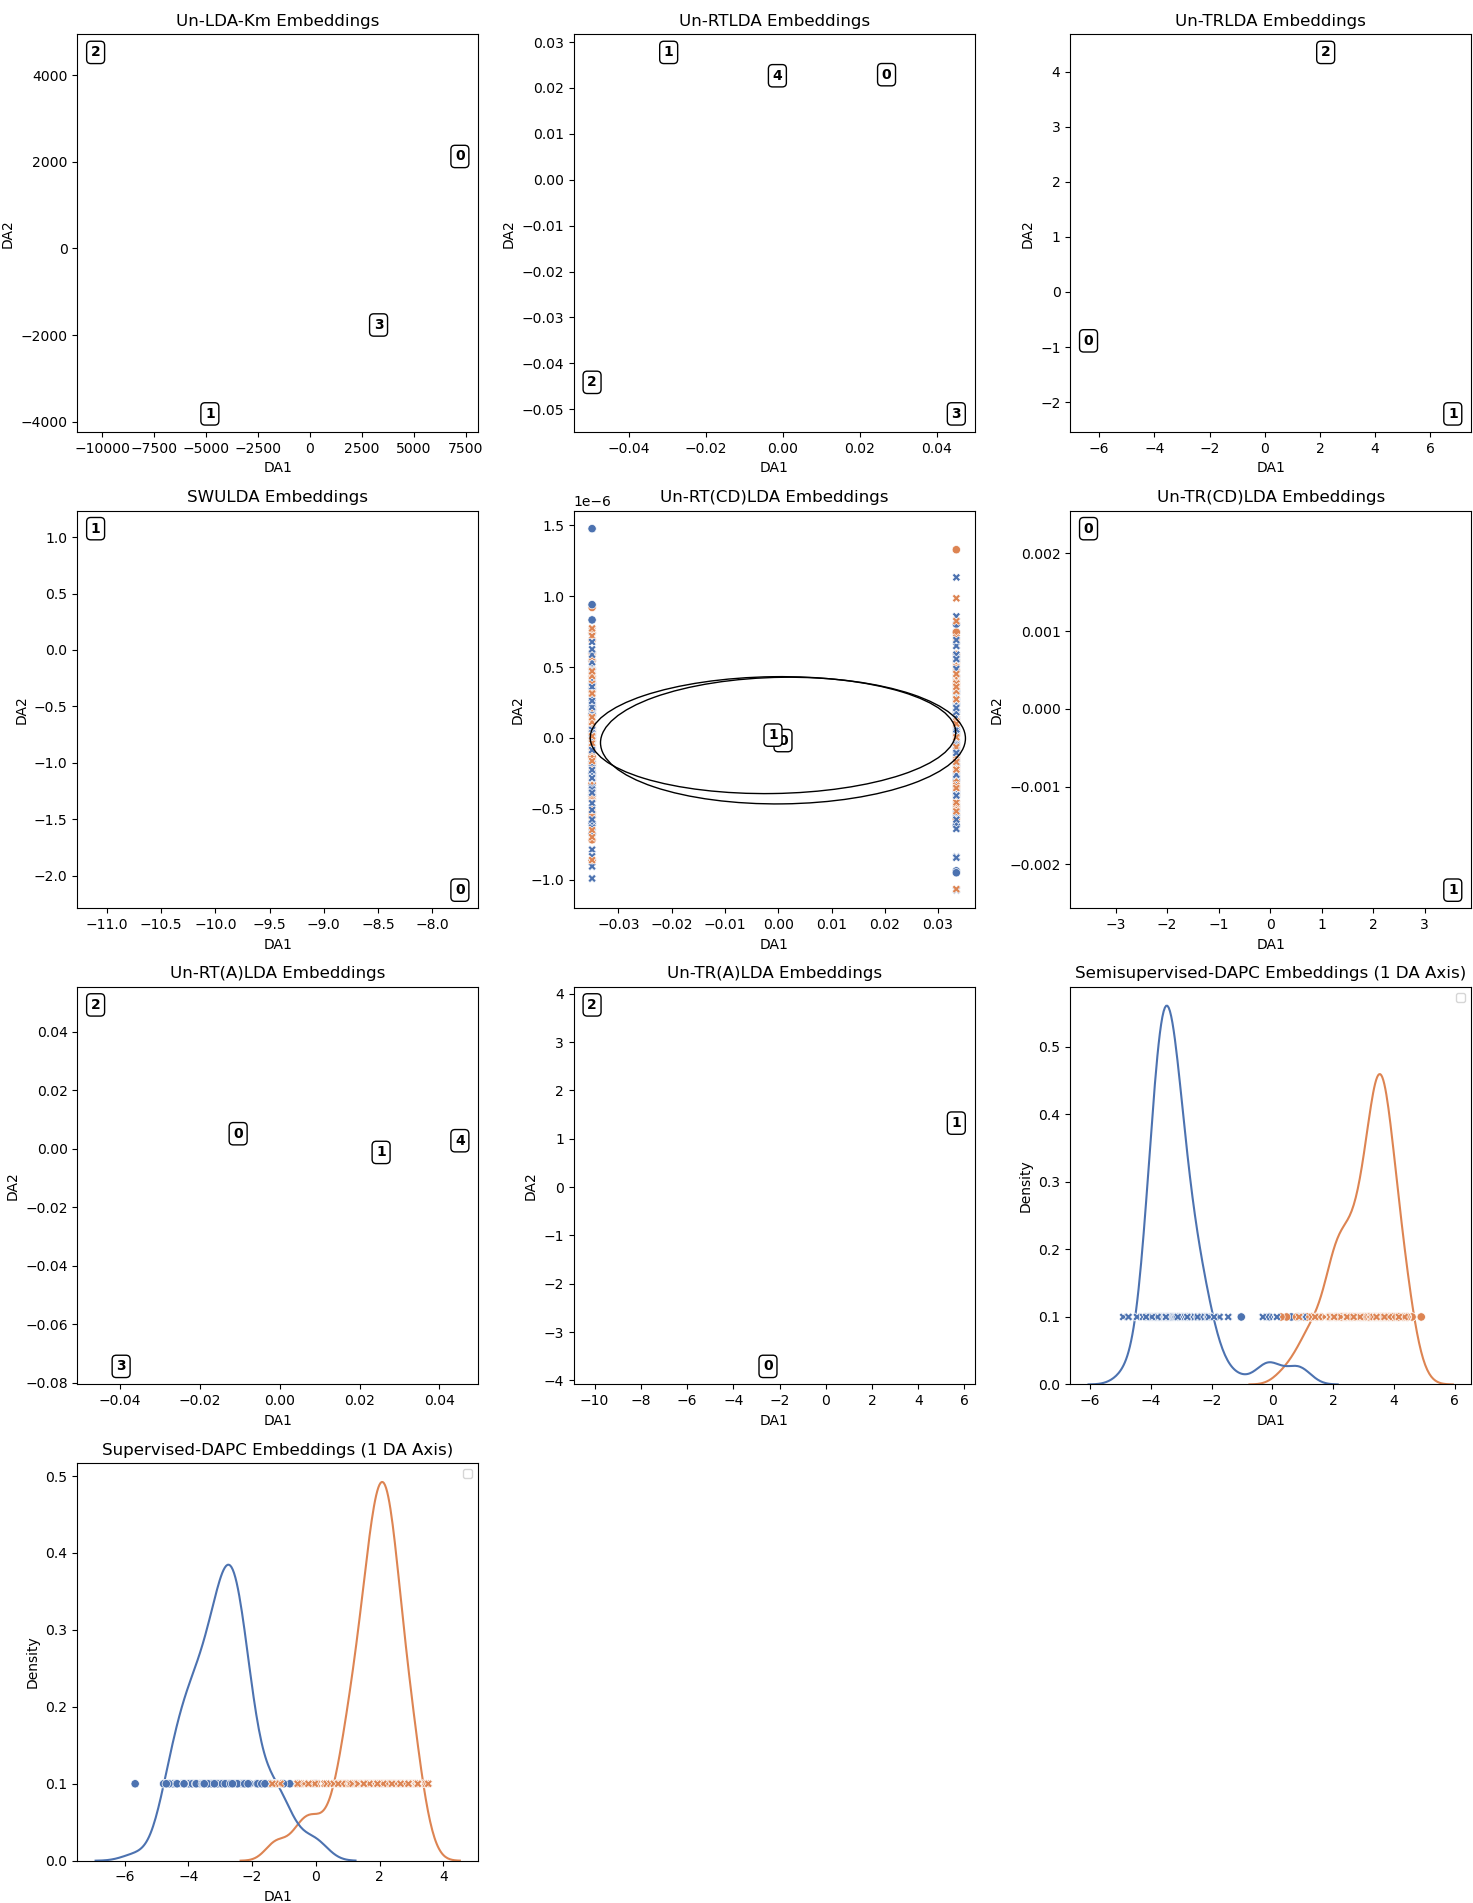 Un-LDA-Km Embeddings
2
0
3
1
4000
2000
0
−2000
−4000
DA2
−10000 −7500 −5000 −2500 0 2500 5000 7500
DA1
Un-RTLDA Embeddings
1
4
0
2
3
0.03
0.02
0.01
0.00
−0.01
−0.02
−0.03
−0.04
−0.05
DA2
−0.04 −0.02 0.00 0.02 0.04
DA1
Un-TRLDA Embeddings
2
0
1
4
3
2
1
0
−1
−2
DA2
−6 −4 −2 0 2 4 6
DA1
SWULDA Embeddings
1
0
1.0
0.5
0.0
−0.5
−1.0
−1.5
−2.0
DA2
−11.0 −10.5 −10.0 −9.5 −9.0 −8.5 −8.0
DA1
Un-RT(CD)LDA Embeddings
1e−6
1
0
1.5
1.0
0.5
0.0
−0.5
−1.0
DA2
−0.03 −0.02 −0.01 0.00 0.01 0.02 0.03
DA1
Un-TR(CD)LDA Embeddings
0
1
0.002
0.001
0.000
−0.001
−0.002
DA2
−3 −2 −1 0 1 2 3
DA1
Un-RT(A)LDA Embeddings
2
0
1
4
3
0.04
0.02
0.00
−0.02
−0.04
−0.06
−0.08
DA2
−0.04 −0.02 0.00 0.02 0.04
DA1
Un-TR(A)LDA Embeddings
2
1
0
4
3
2
1
0
−1
−2
−3
−4
DA2
−10 −8 −6 −4 −2 0 2 4 6
DA1
Semisupervised-DAPC Embeddings (1 DA Axis)
0.5
0.4
0.3
0.2
0.1
0.0
Density
−6 −4 −2 0 2 4 6
DA1
Supervised-DAPC Embeddings (1 DA Axis)
0.5
0.4
0.3
0.2
0.1
0.0
Density
−6 −4 −2 0 2 4
DA1